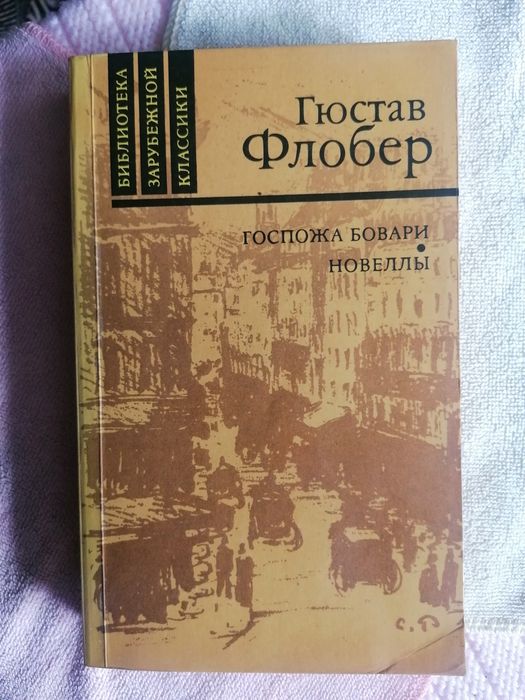 БИБЛИОТЕКА
ЗАРУБЕЖНОЙ
КЛАССИКИ
Гюстав
Флобер
ГОСПОЖА БОВАРИ
•
НОВЕЛЛЫ